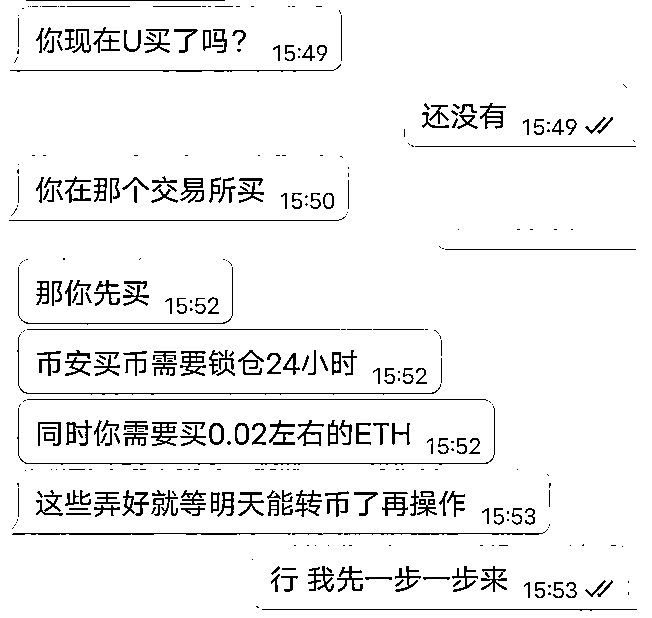 你现在U买了吗？ 15:49
还没有 15:49
你在那个交易所买 15:50
那你先买 15:52
币安买币需要锁仓24小时 15:52
同时你需要买0.02左右的ETH 15:52
这些弄好就等明天能转币了再操作 15:53
行 我先一步一步来 15:53